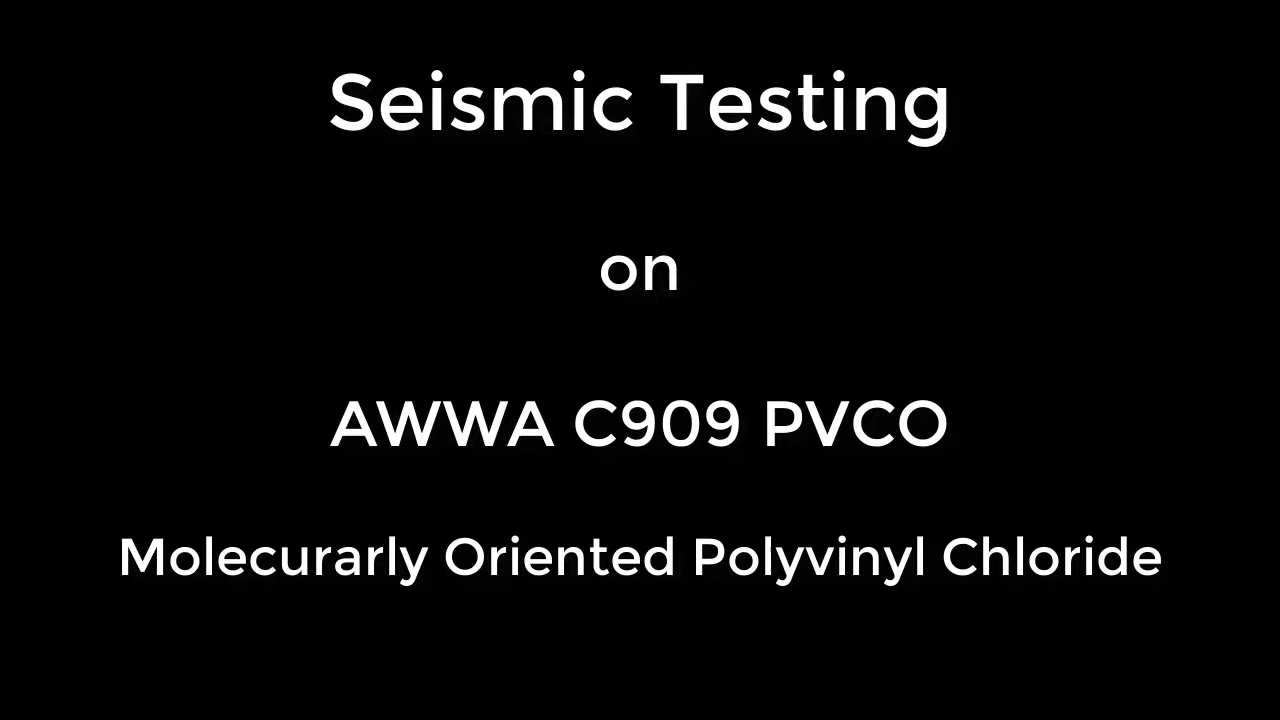 Seismic Testing
on
AWWA C909 PVCO
Molecurarly Oriented Polyvinyl Chloride